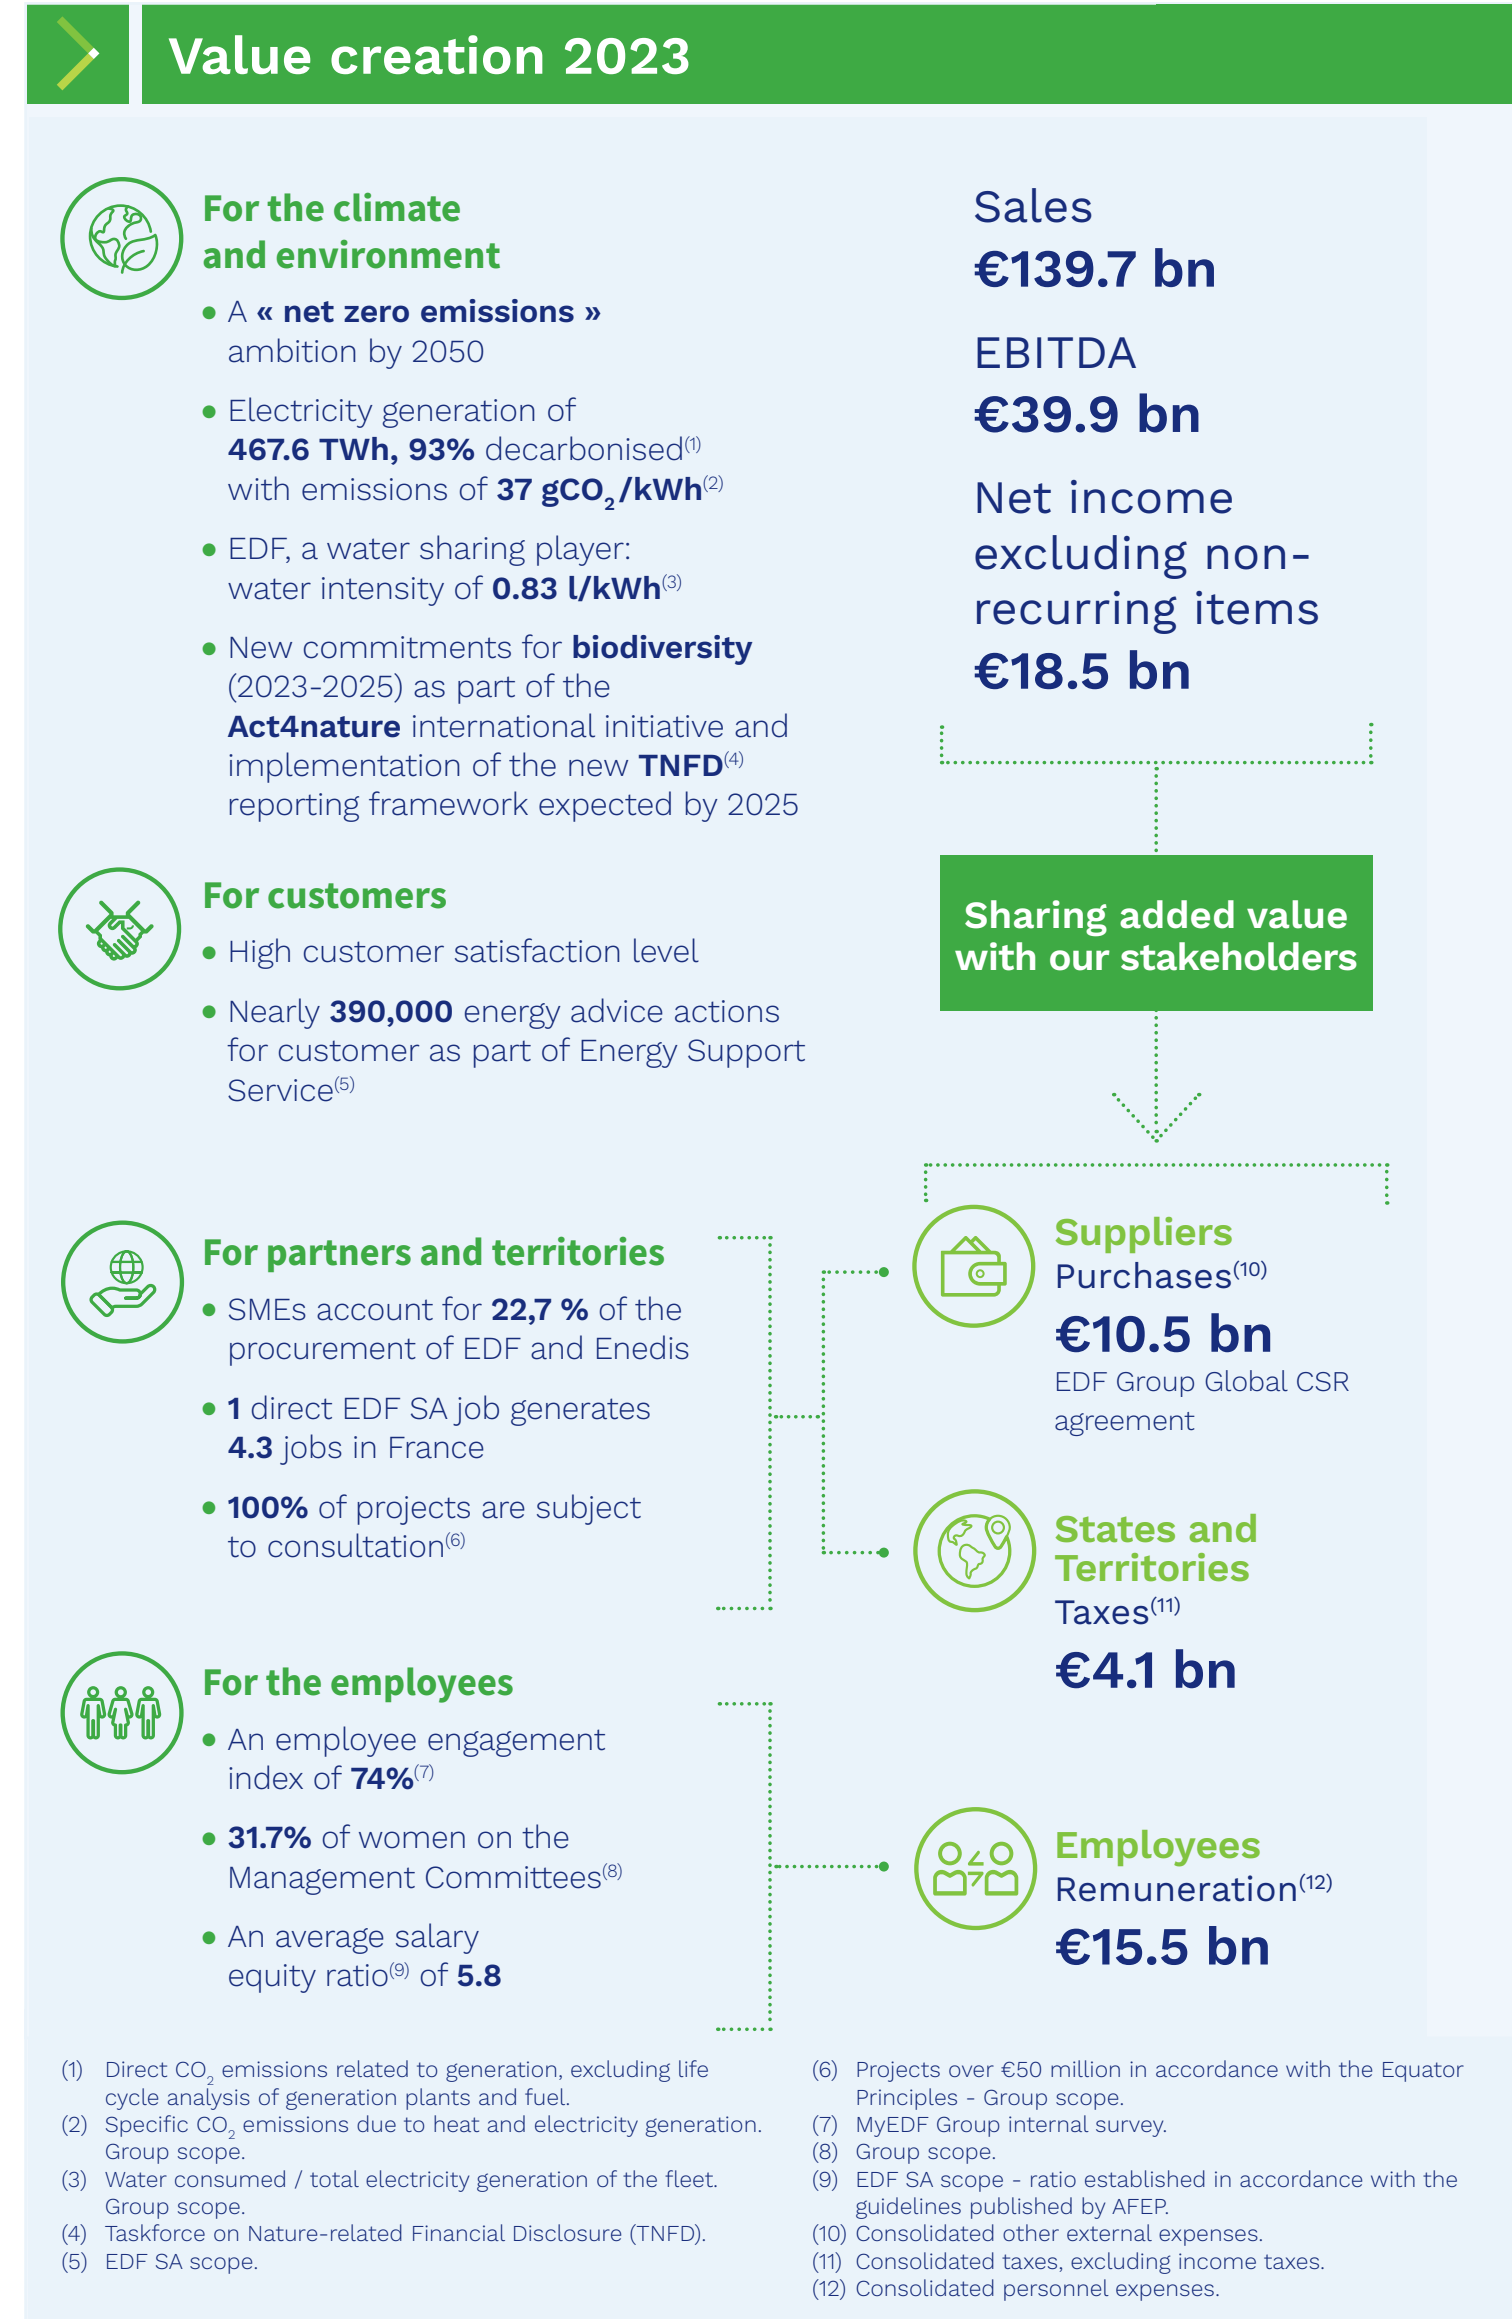 Value creation 2023
For the climate
and environment
• A « net zero emissions »
ambition by 2050
• Electricity generation of
467.6 TWh, 93% decarbonised(1)
with emissions of 37 gCO2/kWh(2)
• EDF, a water sharing player:
water intensity of 0.83 l/kWh(3)
• New commitments for biodiversity
(2023-2025) as part of the
Act4nature international initiative and
implementation of the new TNFD(4)
reporting framework expected by 2025
For customers
• High customer satisfaction level
• Nearly 390,000 energy advice actions
for customer as part of Energy Support
Service(5)
For partners and territories
• SMEs account for 22,7 % of the
procurement of EDF and Enedis
• 1 direct EDF SA job generates
4.3 jobs in France
• 100% of projects are subject
to consultation(6)
For the employees
• An employee engagement
index of 74%(7)
• 31.7% of women on the
Management Committees(8)
• An average salary
equity ratio(9) of 5.8
Sales
€139.7 bn
EBITDA
€39.9 bn
Net income
excluding non-
recurring items
€18.5 bn
Sharing added value
with our stakeholders
Suppliers
Purchases(10)
€10.5 bn
EDF Group Global CSR
agreement
States and
Territories
Taxes(11)
€4.1 bn
Employees
Remuneration(12)
€15.5 bn
(1) Direct CO2 emissions related to generation, excluding life
cycle analysis of generation plants and fuel.
(2) Specific CO2 emissions due to heat and electricity generation.
Group scope.
(3) Water consumed / total electricity generation of the fleet.
Group scope.
(4) Taskforce on Nature-related Financial Disclosure (TNFD).
(5) EDF SA scope.
(6) Projects over €50 million in accordance with the Equator
Principles - Group scope.
(7) MyEDF Group internal survey.
(8) Group scope.
(9) EDF SA scope - ratio established in accordance with the
guidelines published by AFEP.
(10) Consolidated other external expenses.
(11) Consolidated taxes, excluding income taxes.
(12) Consolidated personnel expenses.